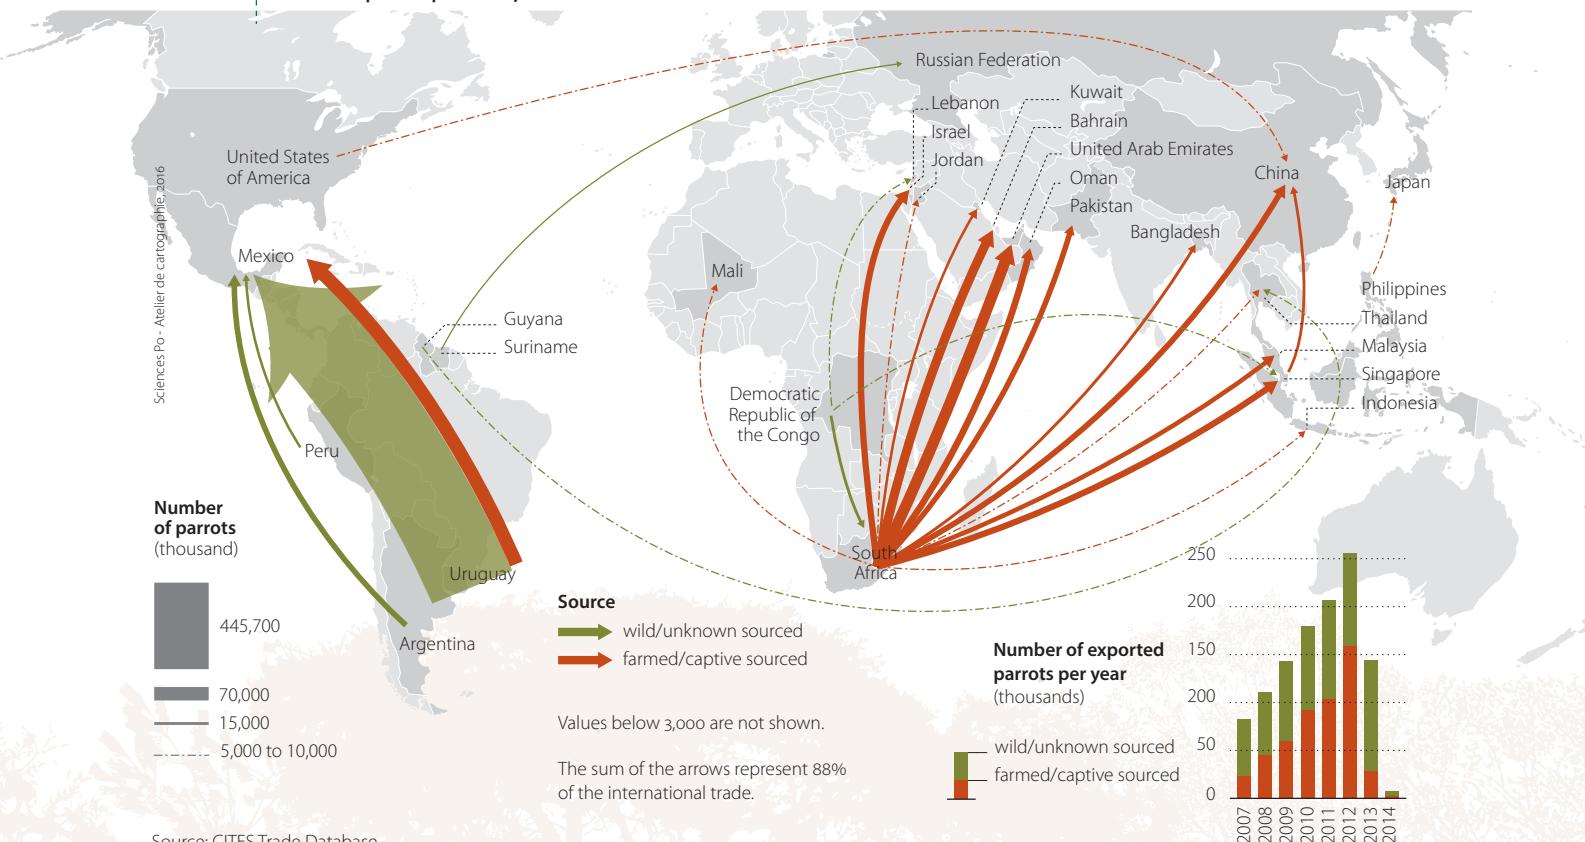 Russian Federation
Lebanon
Israel
Jordan
Kuwait
Bahrain
United Arab Emirates
Oman
Pakistan
Bangladesh
China
Japan
United States
of America
Mexico
Mali
Guyana
Suriname
Philippines
Thailand
Malaysia
Singapore
Indonesia
Democratic
Republic of
the Congo
Peru
South
Africa
Uruguay
Argentina
Sciences Po - Atelier de cartographie, 2016
Number
of parrots
(thousand)
445,700
70,000
15,000
5,000 to 10,000
Source
wild/unknown sourced
farmed/captive sourced
Values below 3,000 are not shown.
The sum of the arrows represent 88%
of the international trade.
Number of exported
parrots per year
(thousands)
wild/unknown sourced
farmed/captive sourced
250
200
150
200
50
0
2007
2008
2009
2010
2011
2012
2013
2014
Source: CITES Trade Database